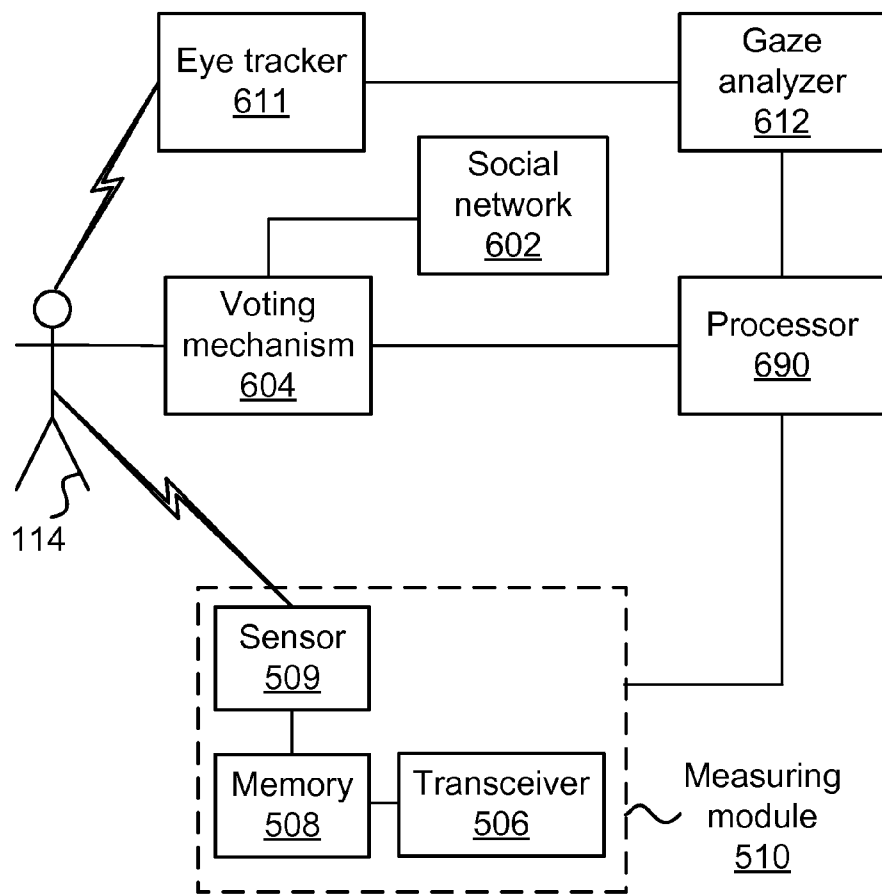 Eye tracker
611
Gaze
analyzer
612
Social
network
602
Voting
mechanism
604
Processor
690
114
Sensor
509
Memory
508
Transceiver
506
Measuring
module
510